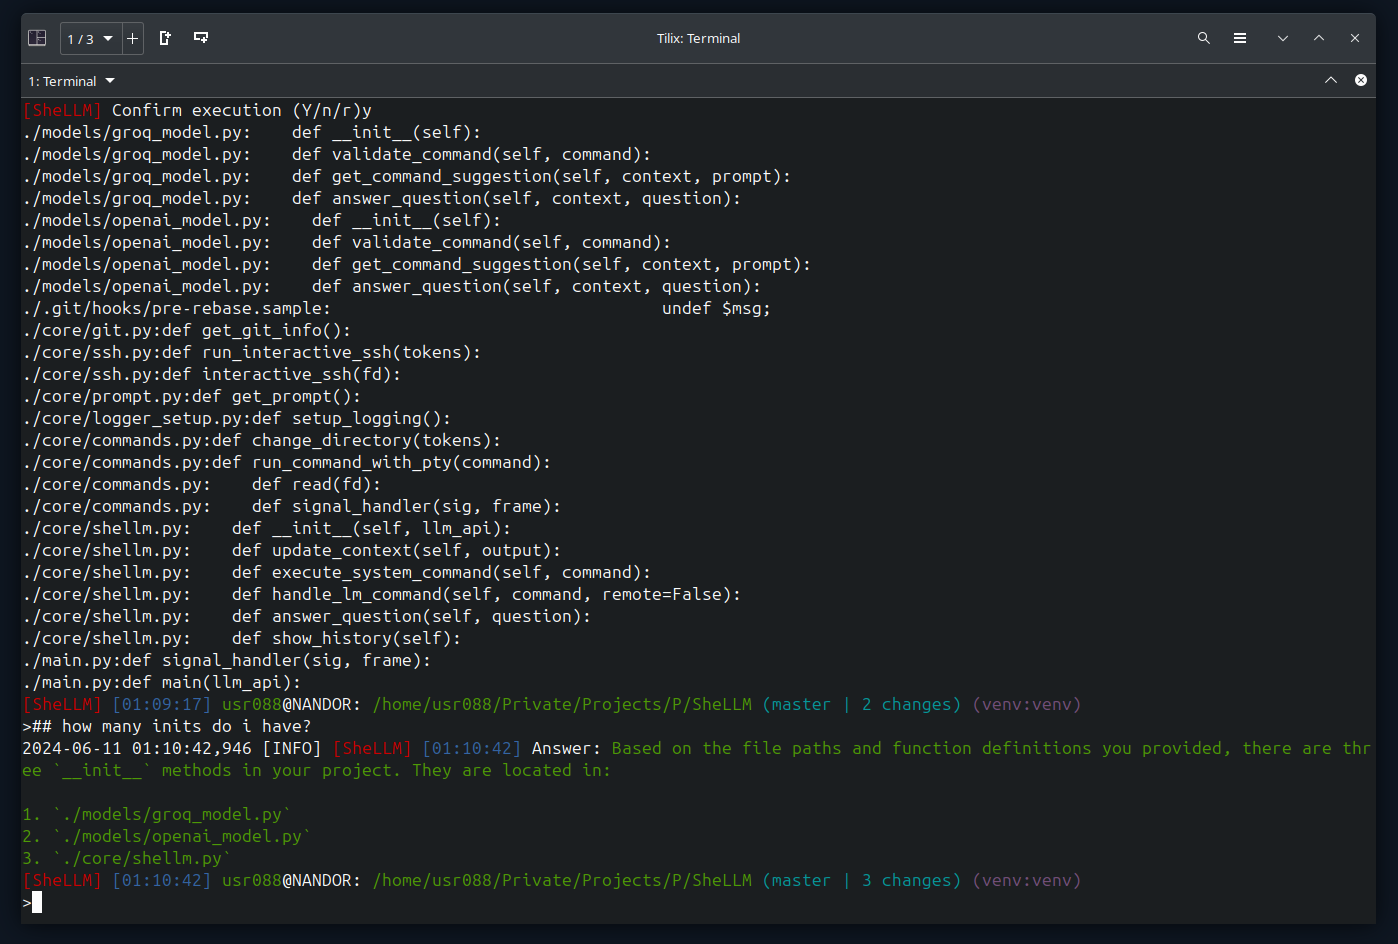 1 / 3
Tilix: Terminal
1: Terminal
[SheLLM] Confirm execution (Y/n/r)y
./models/groq_model.py:    def __init__(self):
./models/groq_model.py:    def validate_command(self, command):
./models/groq_model.py:    def get_command_suggestion(self, context, prompt):
./models/groq_model.py:    def answer_question(self, context, question):
./models/openai_model.py:    def __init__(self):
./models/openai_model.py:    def validate_command(self, command):
./models/openai_model.py:    def get_command_suggestion(self, context, prompt):
./models/openai_model.py:    def answer_question(self, context, question):
./.git/hooks/pre-rebase.sample:                                 undef $msg;
./core/git.py:def get_git_info():
./core/ssh.py:def run_interactive_ssh(tokens):
./core/ssh.py:def interactive_ssh(fd):
./core/prompt.py:def get_prompt():
./core/logger_setup.py:def setup_logging():
./core/commands.py:def change_directory(tokens):
./core/commands.py:def run_command_with_pty(command):
./core/commands.py:    def read(fd):
./core/commands.py:    def signal_handler(sig, frame):
./core/shellm.py:    def __init__(self, llm_api):
./core/shellm.py:    def update_context(self, output):
./core/shellm.py:    def execute_system_command(self, command):
./core/shellm.py:    def handle_lm_command(self, command, remote=False):
./core/shellm.py:    def answer_question(self, question):
./core/shellm.py:    def show_history(self):
./main.py:def signal_handler(sig, frame):
./main.py:def main(llm_api):
[SheLLM] [01:09:17] usr088@NANDOR: /home/usr088/Private/Projects/P/SheLLM (master | 2 changes) (venv:venv)
>## how many inits do i have?
2024-06-11 01:10:42,946 [INFO] [SheLLM] [01:10:42] Answer: Based on the file paths and function definitions you provided, there are thr
ee `__init__` methods in your project. They are located in:
1. `./models/groq_model.py`
2. `./models/openai_model.py`
3. `./core/shellm.py`
[SheLLM] [01:10:42] usr088@NANDOR: /home/usr088/Private/Projects/P/SheLLM (master | 3 changes) (venv:venv)
>